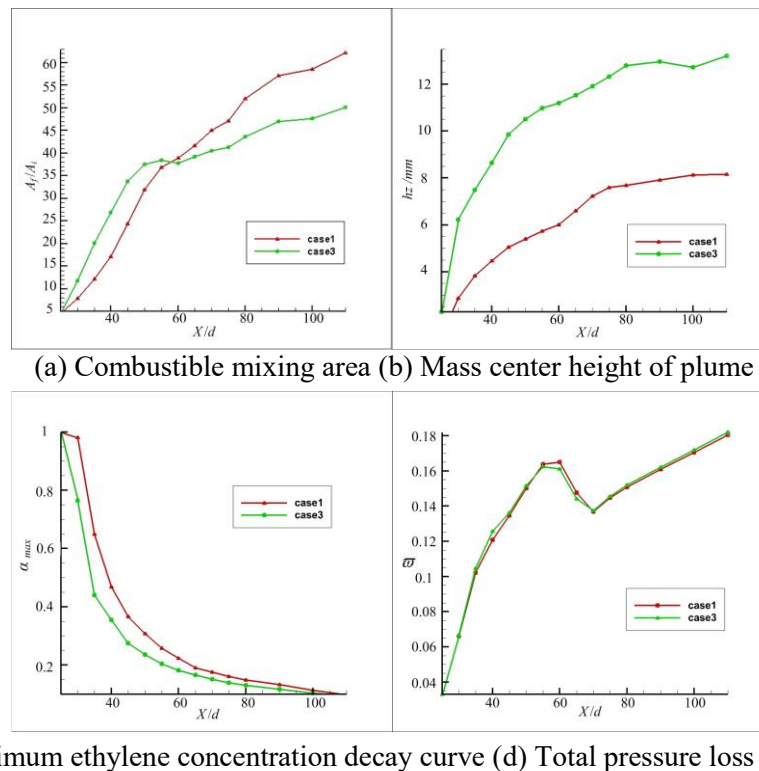 60
55
50
45
40
35
30
25
20
15
10
5
A_f/A_i
40 60 80 100
X/d
case1
case3
12
10
8
6
4
hz/mm
40 60 80 100
X/d
case1
case3
(a) Combustible mixing area (b) Mass center height of plume
1
0.8
0.6
0.4
0.2
α max
40 60 80 100
X/d
case1
case3
0.18
0.16
0.14
0.12
0.1
0.08
0.06
0.04
ϖ
40 60 80 100
X/d
case1
case3
imum ethylene concentration decay curve (d) Total pressure loss